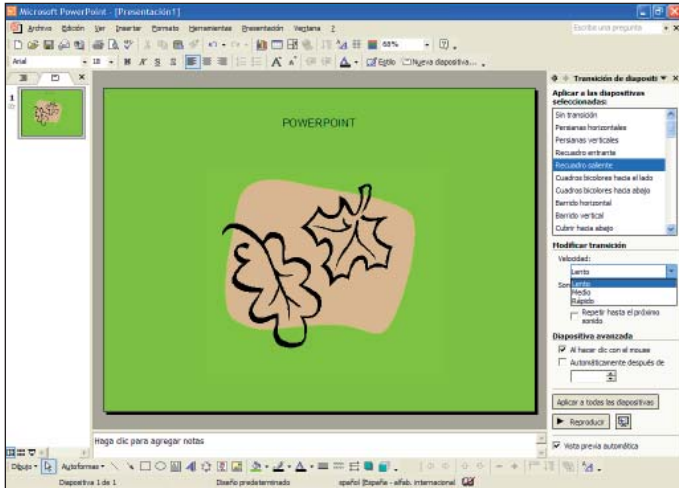 Microsoft PowerPoint - [Presentación1]
Archivo Edición Ver Insertar Formato Herramientas Presentación Ventana ?
Escriba una pregunta
68%
Arial 18 N K S S
Estilo Nueva diapositiva...
Transición de diapositi
1
Aplicar a las diapositivas
seleccionadas:
Sin transición
Persianas horizontales
Persianas verticales
Recuadro entrante
Recuadro saliente
Cuadros bicolores hacia el lado
Cuadros bicolores hacia abajo
Barrido horizontal
Barrido vertical
Cubrir hacia abajo
POWERPOINT
Modificar transición
Velocidad:
Lento
Lento
Medio
Rápido
Son
Repetir hasta el próximo
sonido
Diapositiva avanzada
Al hacer clic con el mouse
Automáticamente después de
Aplicar a todas las diapositivas
Reproducir
Vista previa automática
Haga clic para agregar notas
Dibujo Autoformas
Diapositiva 1 de 1 Diseño predeterminado español (España - alfab. internacional